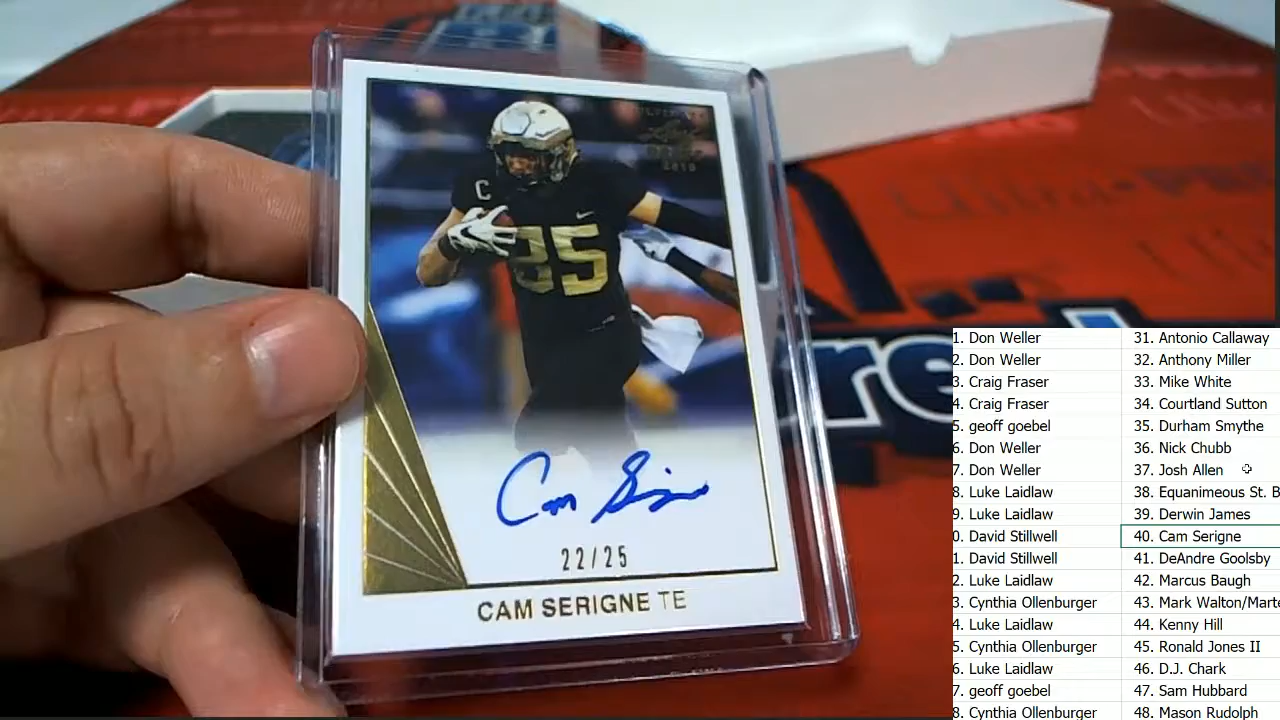 C
85
Cam Serigne
22/25
CAM SERIGNE TE
1. Don Weller
2. Don Weller
3. Craig Fraser
4. Craig Fraser
5. geoff goebel
6. Don Weller
7. Don Weller
8. Luke Laidlaw
9. Luke Laidlaw
0. David Stillwell
1. David Stillwell
2. Luke Laidlaw
3. Cynthia Ollenburger
4. Luke Laidlaw
5. Cynthia Ollenburger
6. Luke Laidlaw
7. geoff goebel
8. Cynthia Ollenburger
31. Antonio Callaway
32. Anthony Miller
33. Mike White
34. Courtland Sutton
35. Durham Smythe
36. Nick Chubb
37. Josh Allen
38. Equanimeous St. B
39. Derwin James
40. Cam Serigne
41. DeAndre Goolsby
42. Marcus Baugh
43. Mark Walton/Marte
44. Kenny Hill
45. Ronald Jones II
46. D.J. Chark
47. Sam Hubbard
48. Mason Rudolph